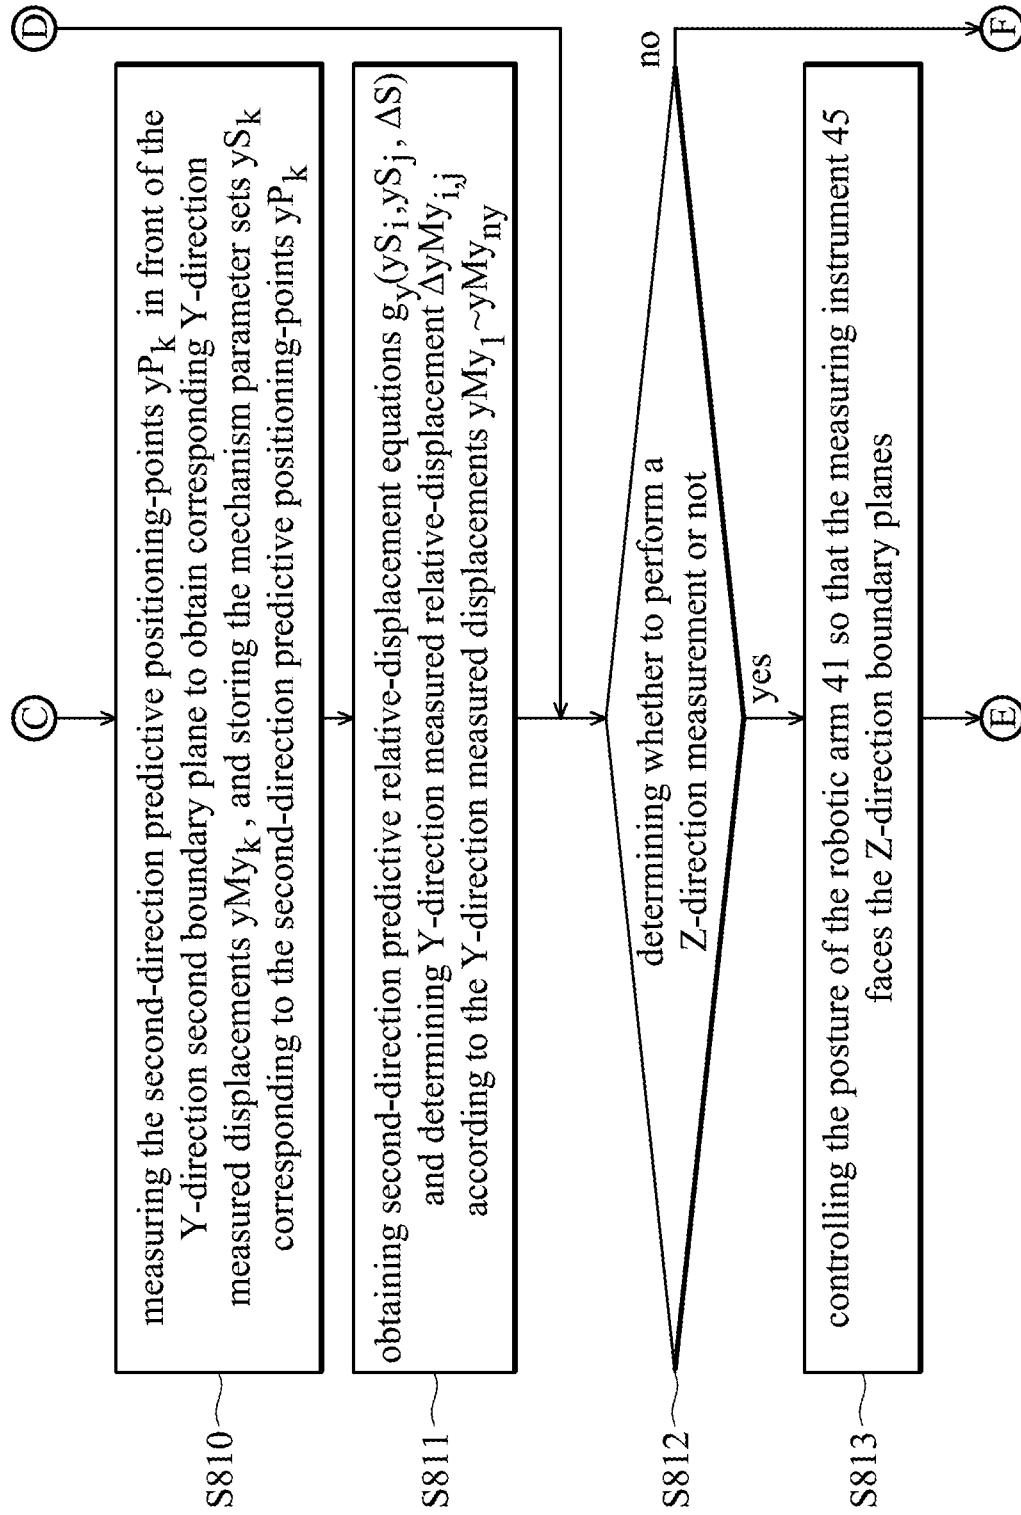 C
D
S810
measuring the second-direction predictive positioning-points yPk in front of the
Y-direction second boundary plane to obtain corresponding Y-direction
measured displacements yMyk , and storing the mechanism parameter sets ySk
corresponding to the second-direction predictive positioning-points yPk
S811
obtaining second-direction predictive relative-displacement equations gy(ySi,ySj, ΔS)
and determining Y-direction measured relative-displacement ΔyMyi,j
according to the Y-direction measured displacements yMy1~yMyny
S812
determining whether to perform a
Z-direction measurement or not
no
yes
S813
controlling the posture of the robotic arm 41 so that the measuring instrument 45
faces the Z-direction boundary planes
E
F